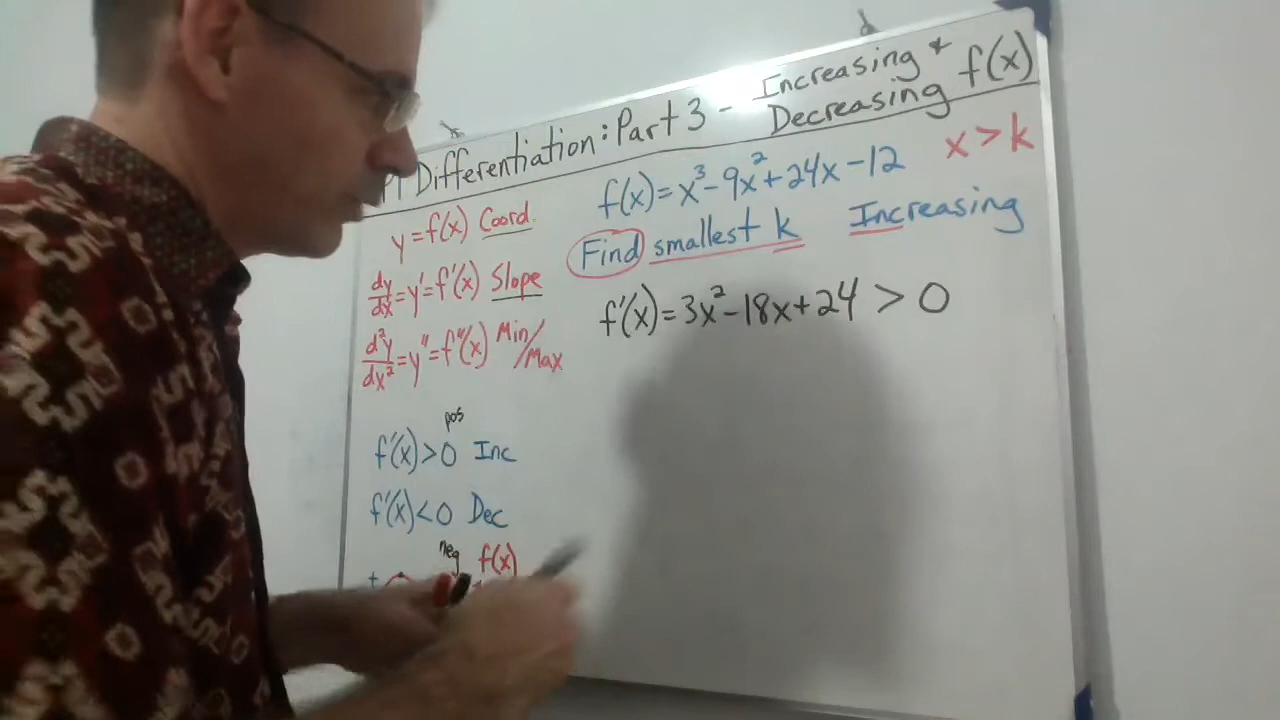 P1 Differentiation: Part 3 - Increasing +
Decreasing f(x)
y = f(x) Coord.
dy/dx = y' = f'(x) Slope
d²y/dx² = y" = f"(x) Min/Max
pos
f'(x) > 0 Inc
f'(x) < 0 Dec
neg f(x)
+
f(x) = x³ - 9x² + 24x - 12 x > k
Find smallest k Increasing
f'(x) = 3x² - 18x + 24 > 0